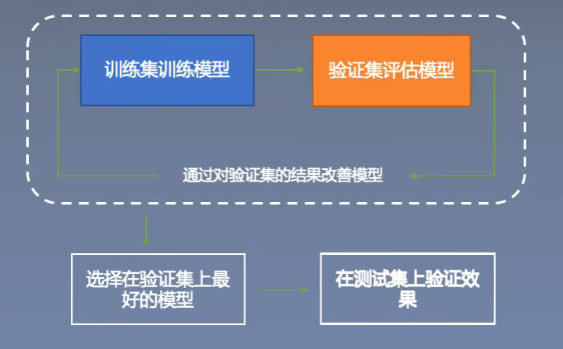 训练集训练模型
验证集评估模型
通过对验证集的结果改善模型
选择在验证集上最
好的模型
在测试集上验证效
果